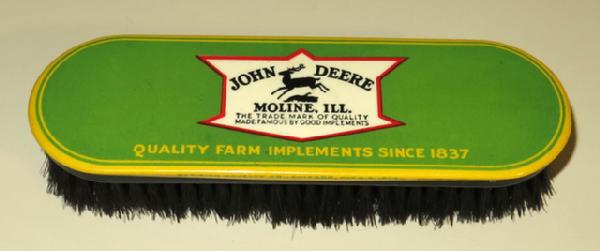 JOHN DEERE
MOLINE, ILL.
THE TRADE MARK OF QUALITY
MADE FAMOUS BY GOOD IMPLEMENTS
QUALITY FARM IMPLEMENTS SINCE 1837